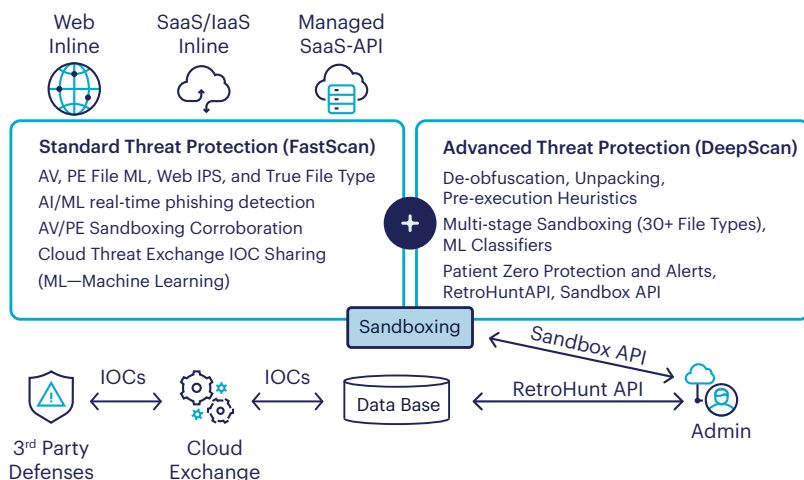 Web
Inline
SaaS/IaaS
Inline
Managed
SaaS-API
Standard Threat Protection (FastScan)
AV, PE File ML, Web IPS, and True File Type
AI/ML real-time phishing detection
AV/PE Sandboxing Corroboration
Cloud Threat Exchange IOC Sharing
(ML—Machine Learning)
Advanced Threat Protection (DeepScan)
De-obfuscation, Unpacking,
Pre-execution Heuristics
Multi-stage Sandboxing (30+ File Types),
ML Classifiers
Patient Zero Protection and Alerts,
RetroHuntAPI, Sandbox API
Sandboxing
Sandbox API
IOCs
IOCs
RetroHunt API
Data Base
3rd Party
Defenses
Cloud
Exchange
Admin